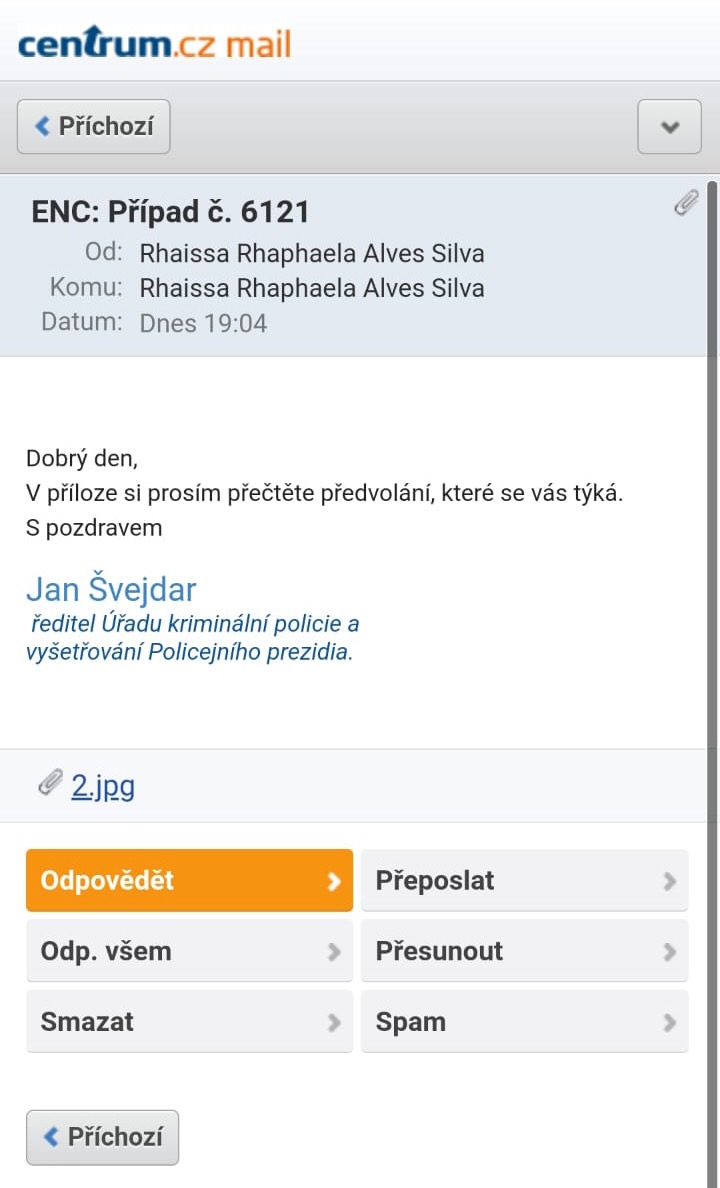 centrum.cz mail
Příchozí
ENC: Případ č. 6121
Od: Rhaissa Rhaphaela Alves Silva
Komu: Rhaissa Rhaphaela Alves Silva
Datum: Dnes 19:04
Dobrý den,
V příloze si prosím přečtěte předvolání, které se vás týká.
S pozdravem
Jan Švejdar
ředitel Úřadu kriminální policie a
vyšetřování Policejního prezidia.
2.jpg
Odpovědět
Přeposlat
Odp. všem
Přesunout
Smazat
Spam
Příchozí